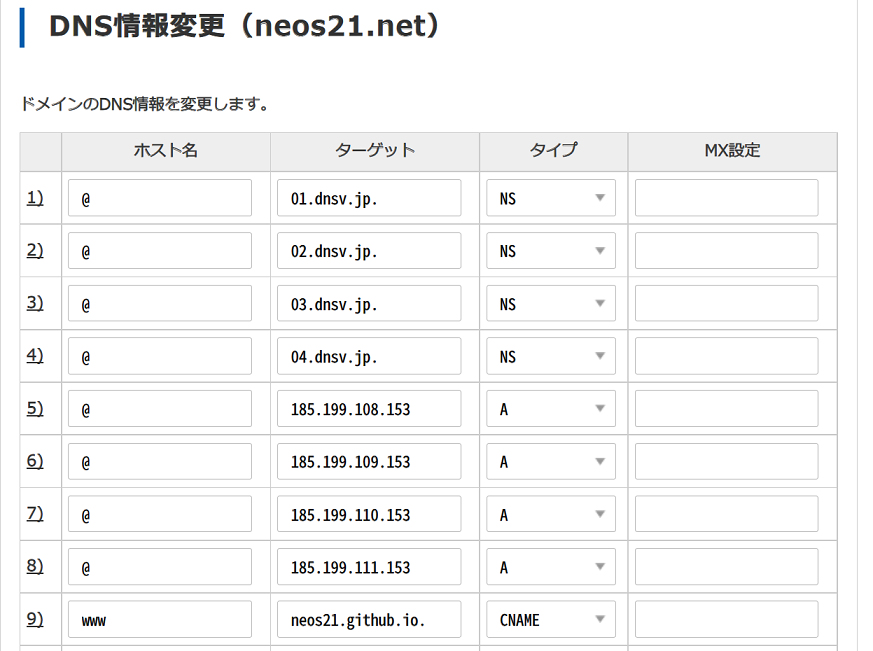 DNS情報変更（neos21.net）
ドメインのDNS情報を変更します。
ホスト名 ターゲット タイプ MX設定
1) @ 01.dnsv.jp. NS
2) @ 02.dnsv.jp. NS
3) @ 03.dnsv.jp. NS
4) @ 04.dnsv.jp. NS
5) @ 185.199.108.153 A
6) @ 185.199.109.153 A
7) @ 185.199.110.153 A
8) @ 185.199.111.153 A
9) www neos21.github.io. CNAME